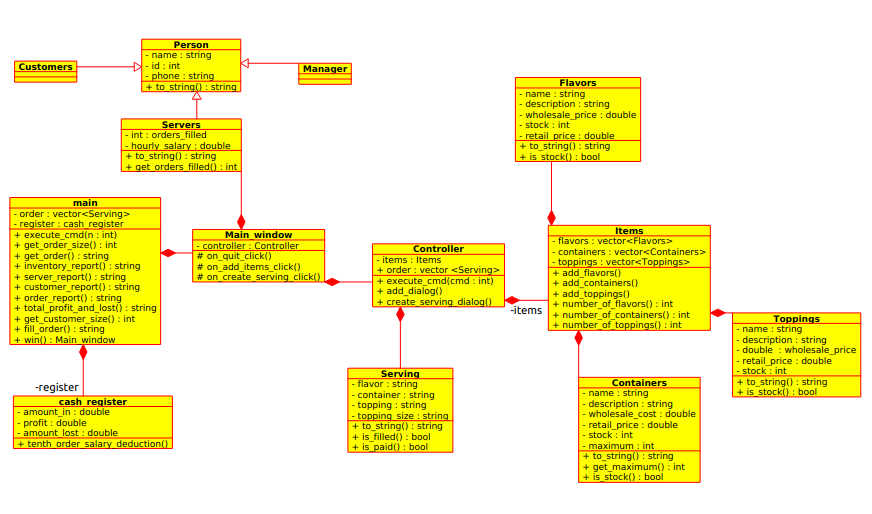 Person
- name : string
- id : int
- phone : string
+ to_string() : string
Customers
Manager
Servers
- int : orders_filled
- hourly_salary : double
+ to_string() : string
+ get_orders_filled() : int
Flavors
- name : string
- description : string
- wholesale_price : double
- stock : int
- retail_price : double
+ to_string() : string
+ is_stock() : bool
main
- order : vector<Serving>
- register : cash_register
+ execute_cmd(n : int)
+ get_order_size() : int
+ get_order() : string
+ inventory_report() : string
+ server_report() : string
+ customer_report() : string
+ order_report() : string
+ total_profit_and_lost() : string
+ get_customer_size() : int
+ fill_order() : string
+ win() : Main_window
Main_window
- controller : Controller
# on_quit_click()
# on_add_items_click()
# on_create_serving_click()
Controller
- items : Items
+ order : vector <Serving>
+ execute_cmd(cmd : int)
+ add_dialog()
+ create_serving_dialog()
-items
Items
- flavors : vector<Flavors>
- containers : vector<Containers>
- toppings : vector<Toppings>
+ add_flavors()
+ add_containers()
+ add_toppings()
+ number_of_flavors() : int
+ number_of_containers() : int
+ number_of_toppings() : int
Toppings
- name : string
- description : string
- double : wholesale_price
- retail_price : double
- stock : int
+ to_string() : string
+ is_stock() : bool
-register
cash_register
- amount_in : double
- profit : double
- amount_lost : double
+ tenth_order_salary_deduction()
Serving
- flavor : string
- container : string
- topping : string
- topping_size : string
+ to_string() : string
+ is_filled() : bool
+ is_paid() : bool
Containers
- name : string
- description : string
- wholesale_cost : double
- retail_price : double
- stock : int
- maximum : int
+ to_string() : string
+ get_maximum() : int
+ is_stock() : bool